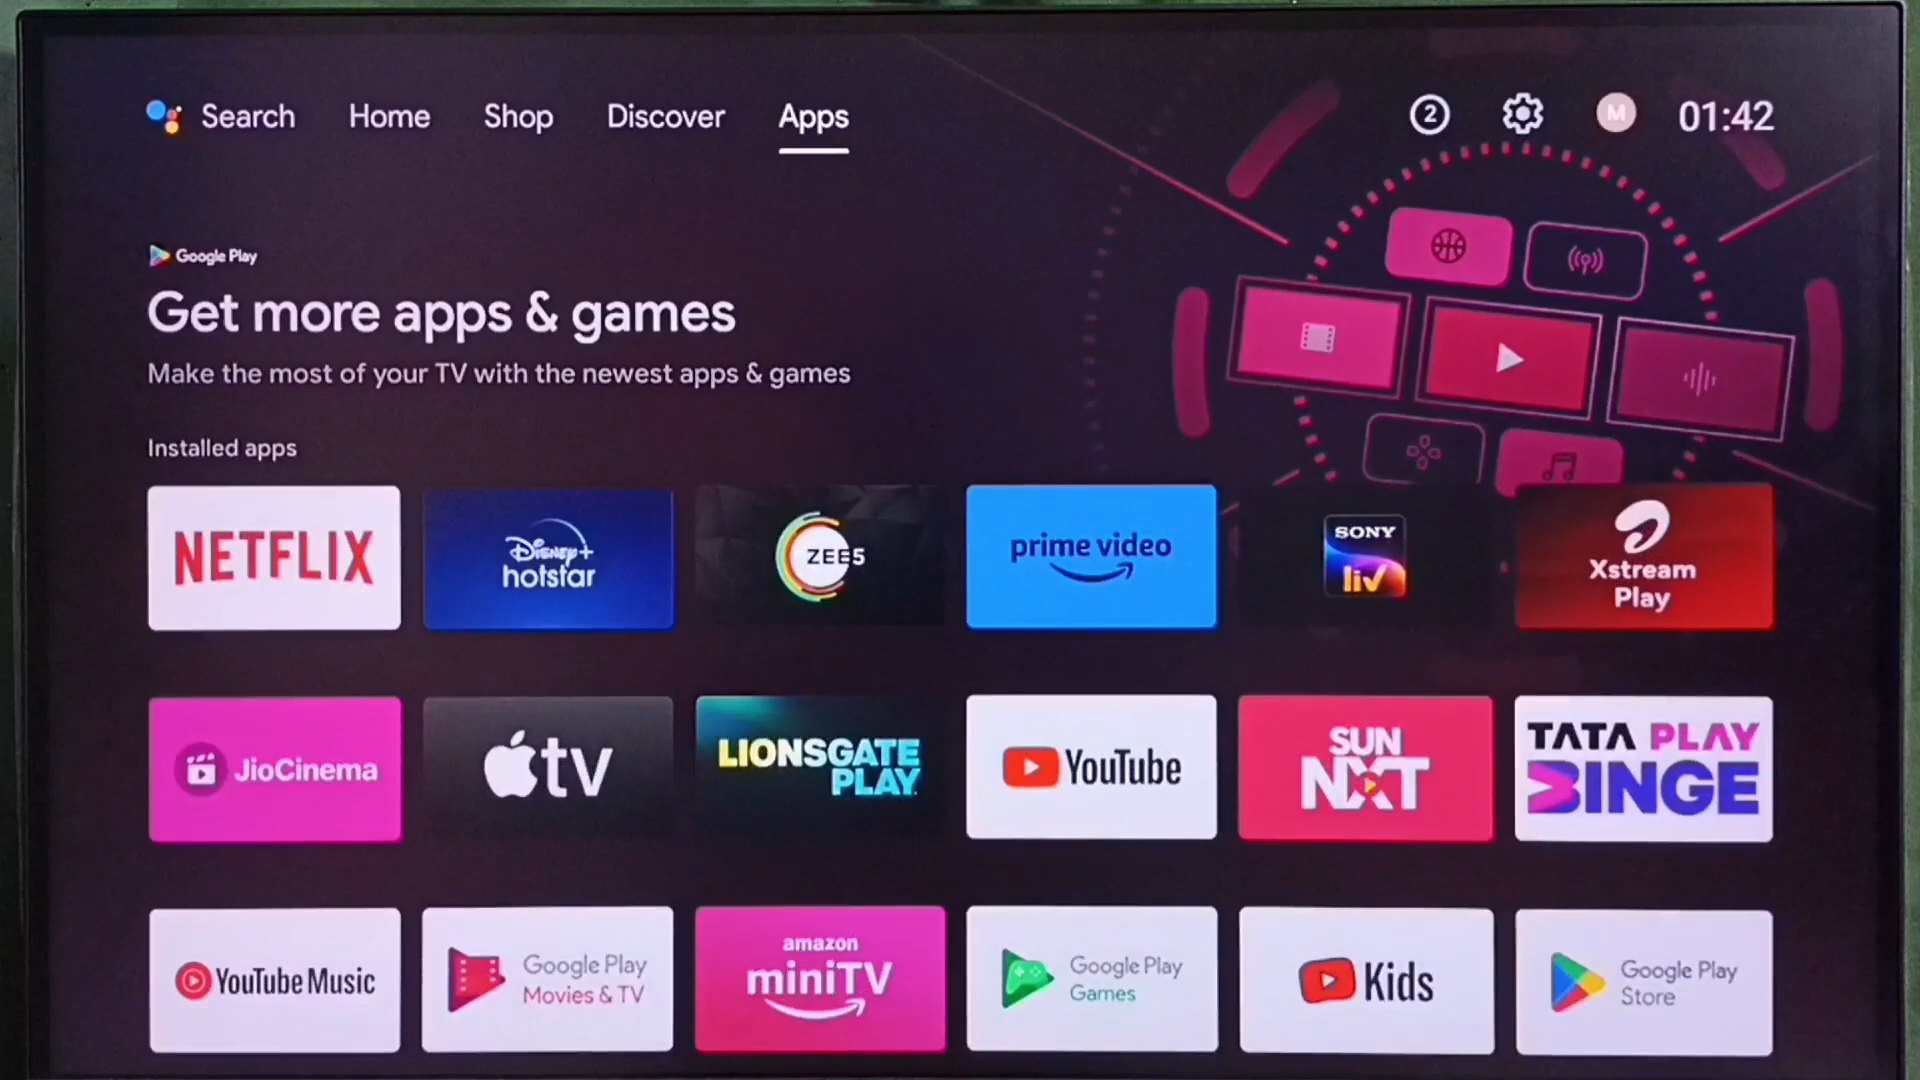 Search Home Shop Discover Apps 2 M 01:42
Google Play
Get more apps & games
Make the most of your TV with the newest apps & games
Installed apps
NETFLIX
Disney+
hotstar
ZEE5
prime video
SONY
liv
Xstream
Play
JioCinema
tv
LIONSGATE
PLAY
YouTube
SUN
NXT
TATA PLAY
BINGE
YouTube Music
Google Play
Movies & TV
amazon
miniTV
Google Play
Games
Kids
Google Play
Store